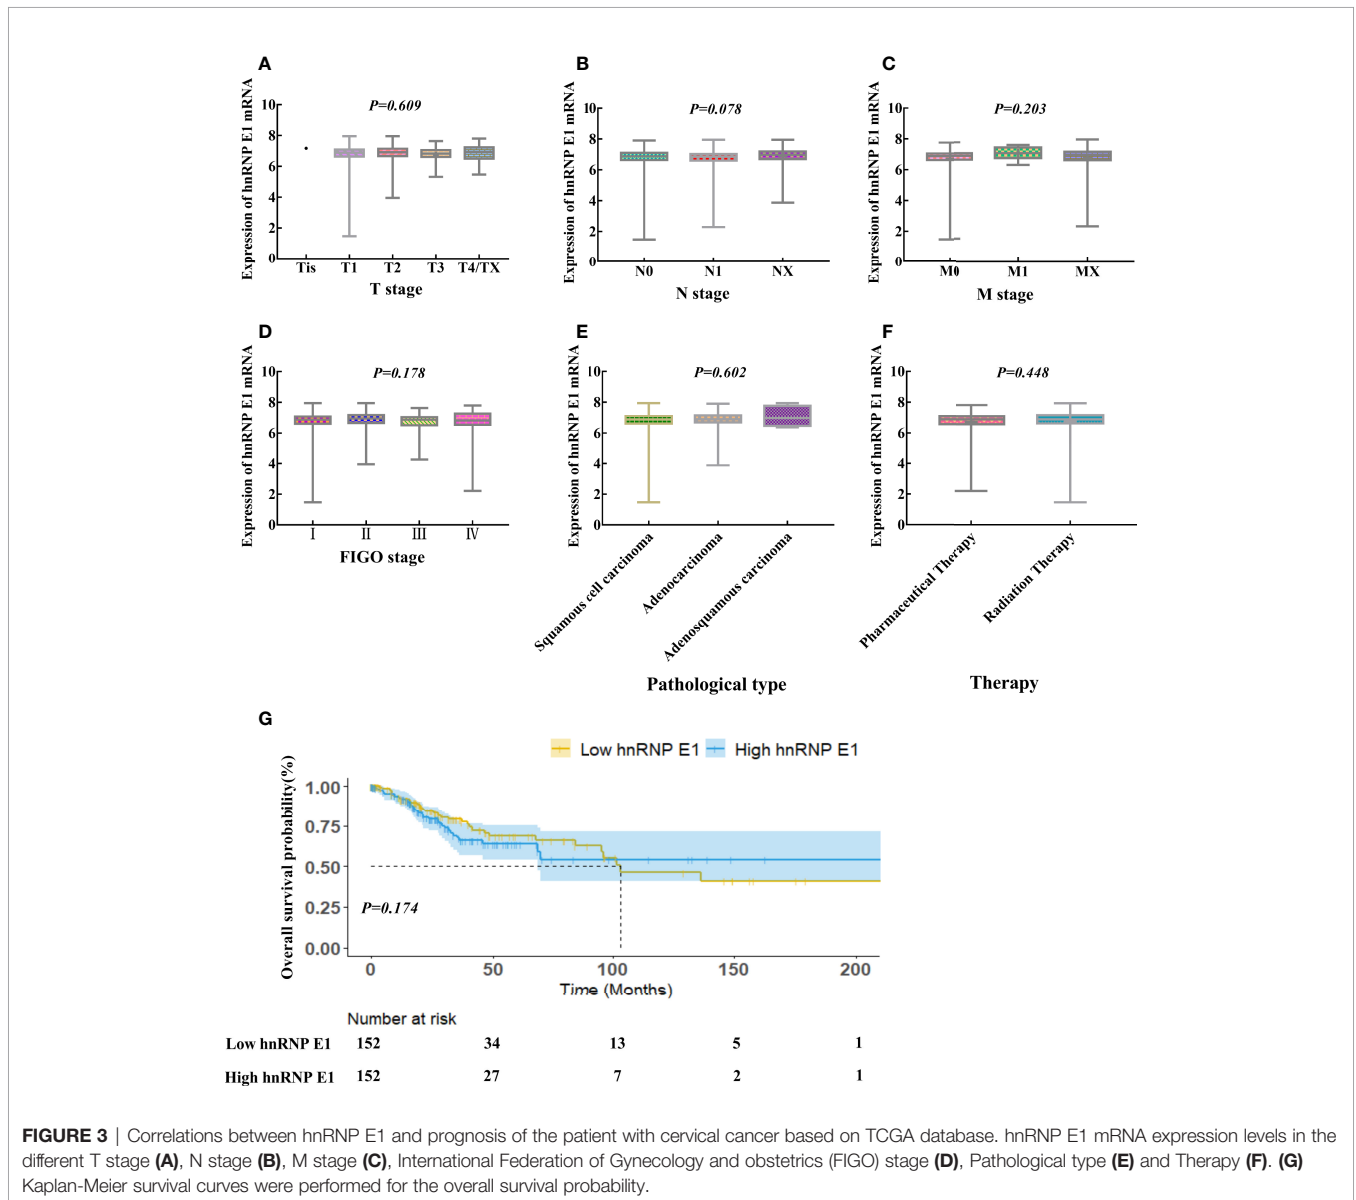 A
Expression of hnRNP E1 mRNA
P=0.609
10
8
6
4
2
0
Tis T1 T2 T3 T4/TX
T stage
B
Expression of hnRNP E1 mRNA
P=0.078
10
8
6
4
2
0
N0 N1 NX
N stage
C
Expression of hnRNP E1 mRNA
P=0.203
10
8
6
4
2
0
M0 M1 MX
M stage
D
Expression of hnRNP E1 mRNA
P=0.178
10
8
6
4
2
0
I II III IV
FIGO stage
E
Expression of hnRNP E1 mRNA
P=0.602
10
8
6
4
2
0
Squamous cell carcinoma
Adenocarcinoma
Adenosquamous carcinoma
Pathological type
F
Expression of hnRNP E1 mRNA
P=0.448
10
8
6
4
2
0
Pharmaceutical Therapy
Radiation Therapy
Therapy
G
Low hnRNP E1 High hnRNP E1
Overall survival probability(%)
1.00
0.75
0.50
0.25
0.00
P=0.174
0 50 100 150 200
Time (Months)
Number at risk
Low hnRNP E1 152 34 13 5 1
High hnRNP E1 152 27 7 2 1
FIGURE 3 | Correlations between hnRNP E1 and prognosis of the patient with cervical cancer based on TCGA database. hnRNP E1 mRNA expression levels in the
different T stage (A), N stage (B), M stage (C), International Federation of Gynecology and obstetrics (FIGO) stage (D), Pathological type (E) and Therapy (F). (G)
Kaplan-Meier survival curves were performed for the overall survival probability.